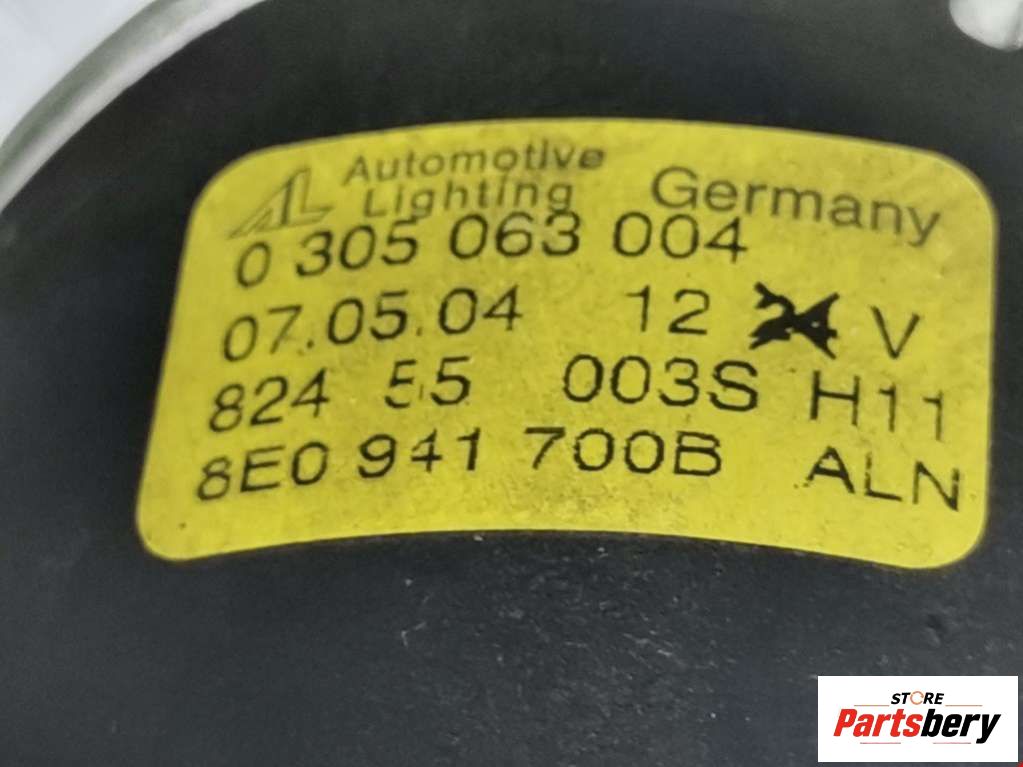 AL Automotive
Lighting Germany
0 305 063 004
07.05.04 12 24 V
824 55 003S H11
8E0 941 700B ALN
STORE
Partsbery